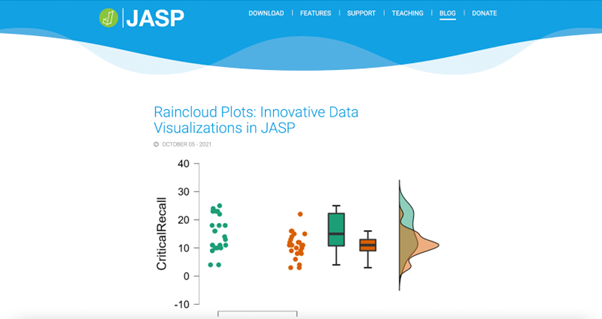 JASP
DOWNLOAD | FEATURES | SUPPORT | TEACHING | BLOG | DONATE
Raincloud Plots: Innovative Data
Visualizations in JASP
OCTOBER 05 - 2021
40
30
20
10
0
-10
CriticalRecall